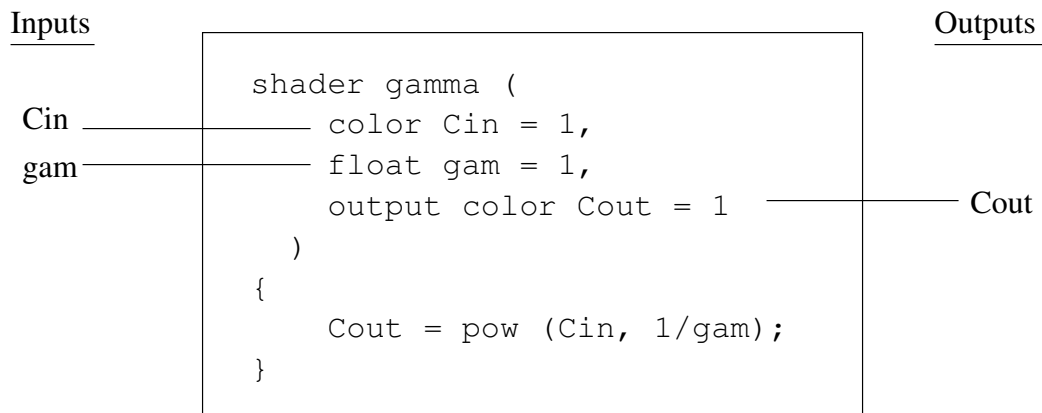 Inputs
Outputs
shader gamma (
Cin
color Cin = 1,
gam
float gam = 1,
output color Cout = 1
Cout
)
{
Cout = pow (Cin, 1/gam);
}